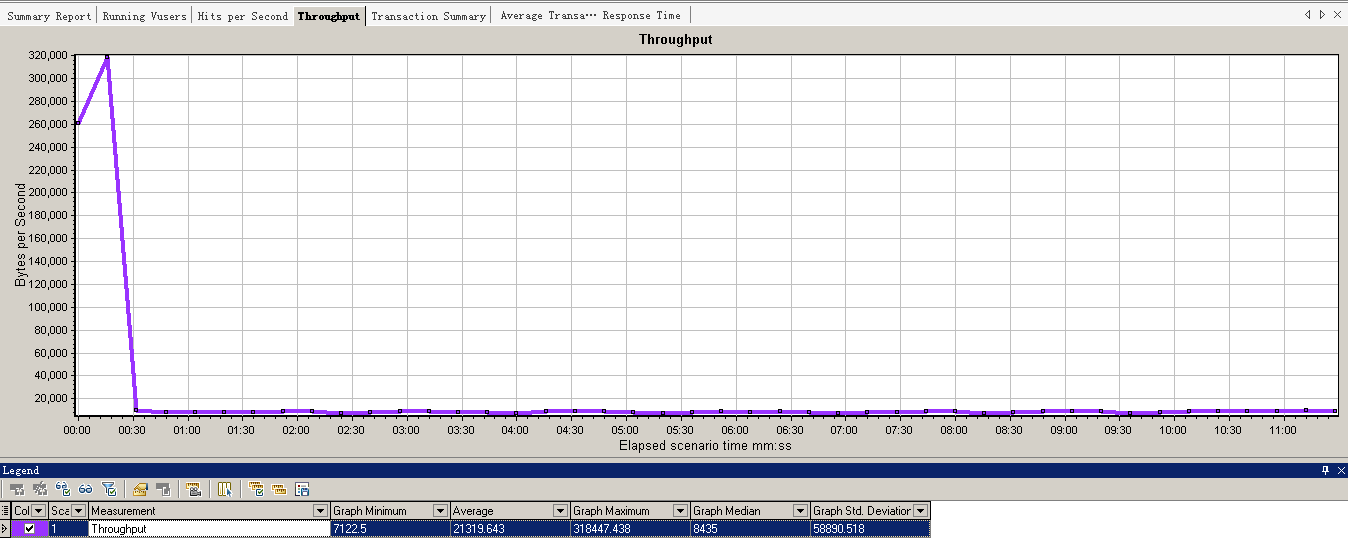 Summary Report Running Vusers Hits per Second Throughput Transaction Summary Average Transa⋯ Response Time
Throughput
Bytes per Second
320,000
300,000
280,000
260,000
240,000
220,000
200,000
180,000
160,000
140,000
120,000
100,000
80,000
60,000
40,000
20,000
00:00 00:30 01:00 01:30 02:00 02:30 03:00 03:30 04:00 04:30 05:00 05:30 06:00 06:30 07:00 07:30 08:00 08:30 09:00 09:30 10:00 10:30 11:00
Elapsed scenario time mm:ss
Legend
Col Sca Measurement Graph Minimum Average Graph Maximum Graph Median Graph Std. Deviation
1 Throughput 7122.5 21319.643 318447.438 8435 58890.518